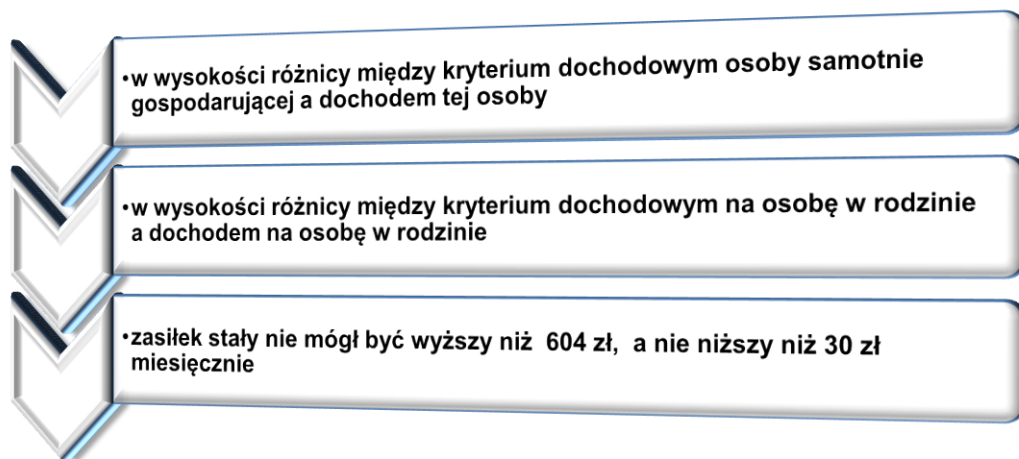 •w wysokości różnicy między kryterium dochodowym osoby samotnie
gospodarującej a dochodem tej osoby
•w wysokości różnicy między kryterium dochodowym na osobę w rodzinie
a dochodem na osobę w rodzinie
•zasiłek stały nie mógł być wyższy niż 604 zł, a nie niższy niż 30 zł
miesięcznie